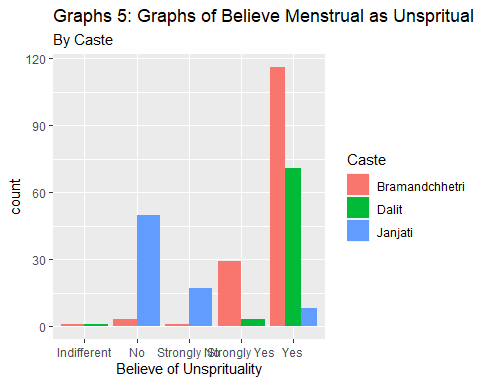 Graphs 5: Graphs of Believe Menstrual as Unspritual
By Caste
120
90
60
30
0
count
Indifferent No Strongly No Strongly Yes Yes
Believe of Unsprituality
Caste
Bramandchhetri
Dalit
Janjati